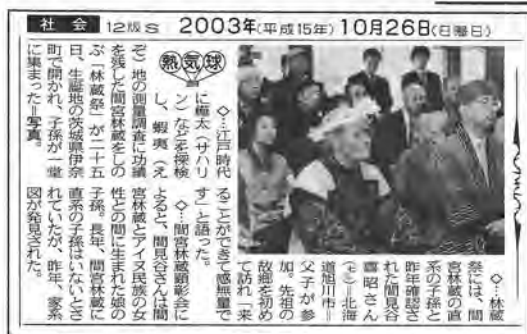 社会 12版S 2003年(平成15年)10月26日(日曜日)
熱気球
◇…江戸時代
に樺太(サハリ
ン)などを探検
し、蝦夷(え
ぞ)地の測量調査に功績
を残した間宮林蔵をしの
ぶ「林蔵祭」が二十五
日、生誕地の茨城県伊奈
町で開かれ、子孫が一堂
に集まった=写真。
◇…林蔵
祭には、間
宮林蔵の直
系の子孫と
昨年確認さ
れた間見谷
喜昭さん
=北海
道旭川市=
父子が参
加。先祖の
故郷を初め
て訪れ「来
ることができて感無量で
す」と語った。
◇…間宮林蔵顕彰会に
よると、間見谷さんは間
宮林蔵とアイヌ民族の女
性との間に生まれた娘の
子孫。長年、間宮林蔵に
直系の子孫はいないとさ
れていたが、昨年、家系
図が発見された。